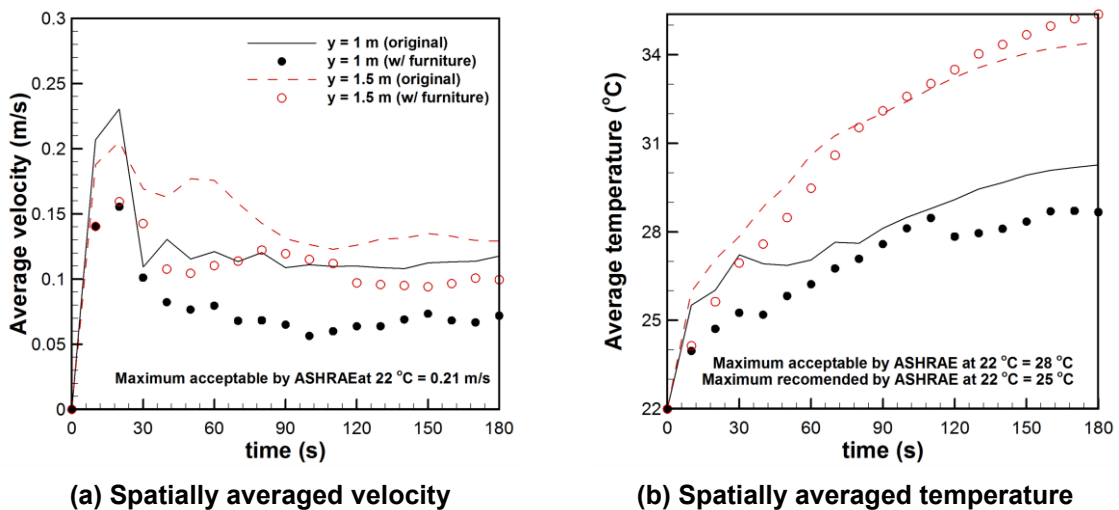 0.3
0.25
0.2
0.15
0.1
0.05
0
Average velocity (m/s)
y = 1 m (original)
y = 1 m (w/ furniture)
y = 1.5 m (original)
y = 1.5 m (w/ furniture)
Maximum acceptable by ASHRAEat 22 °C = 0.21 m/s
0 30 60 90 120 150 180
time (s)
(a) Spatially averaged velocity
34
31
28
25
22
Average temperature (°C)
Maximum acceptable by ASHRAE at 22 °C = 28 °C
Maximum recomended by ASHRAE at 22 °C = 25 °C
0 30 60 90 120 150 180
time (s)
(b) Spatially averaged temperature